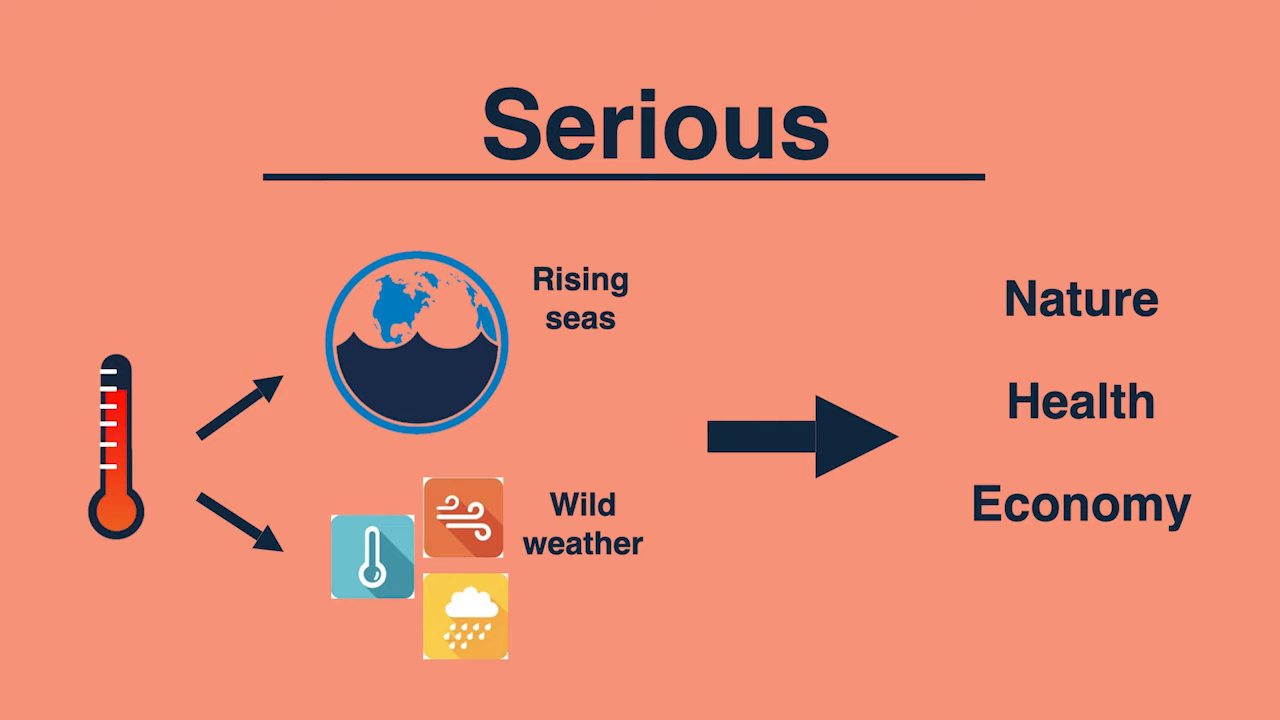 Serious
Rising
seas
Wild
weather
Nature
Health
Economy